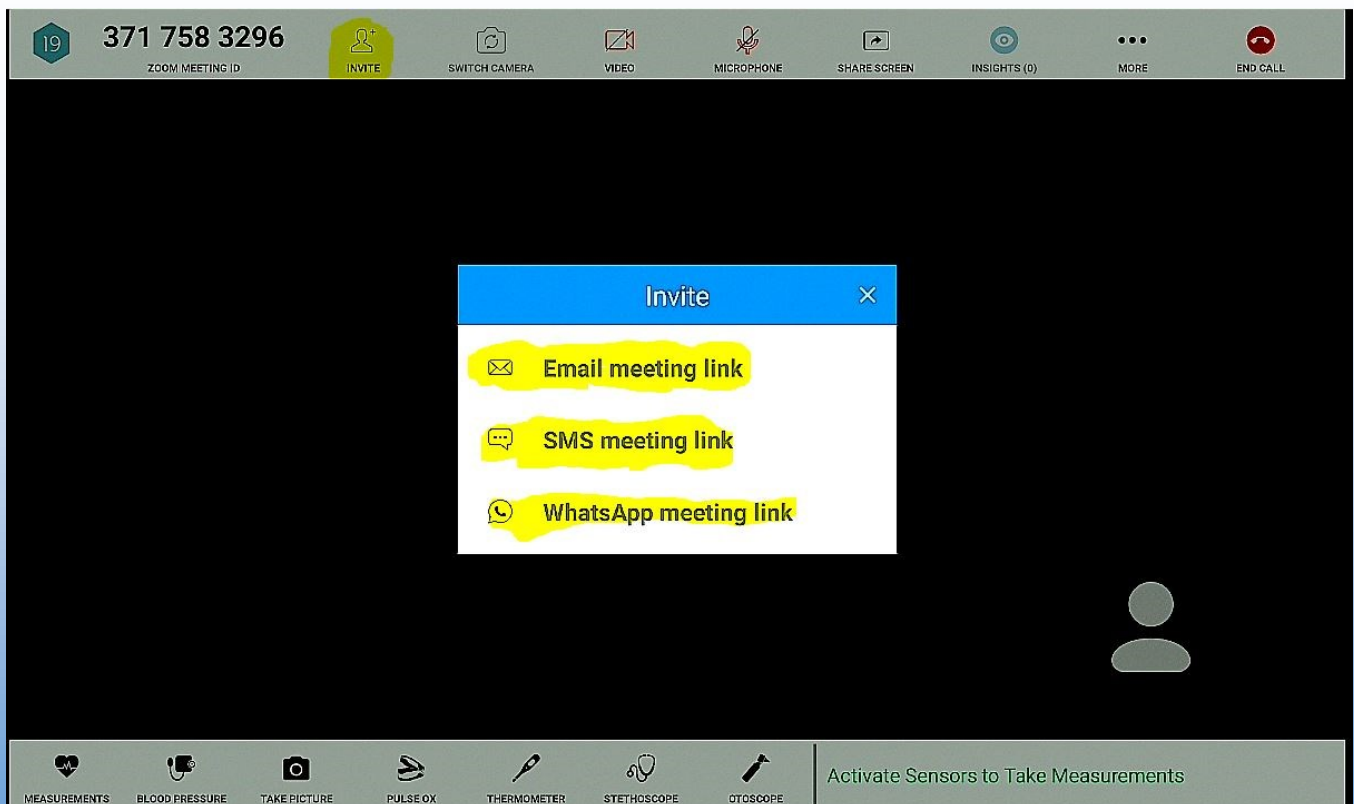 19
371 758 3296
ZOOM MEETING ID
INVITE
SWITCH CAMERA
VIDEO
MICROPHONE
SHARE SCREEN
INSIGHTS (0)
MORE
END CALL
Invite
Email meeting link
SMS meeting link
WhatsApp meeting link
MEASUREMENTS
BLOOD PRESSURE
TAKE PICTURE
PULSE OX
THERMOMETER
STETHOSCOPE
OTOSCOPE
Activate Sensors to Take Measurements